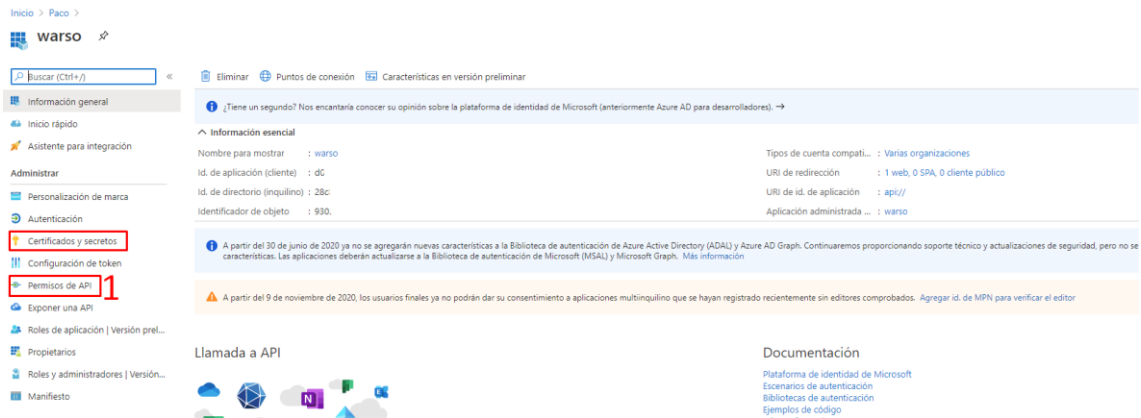 Inicio > Paco >
warso
Buscar (Ctrl+/)
«
Eliminar
Puntos de conexión
Características en versión preliminar
Información general
Inicio rápido
Asistente para integración
Administrar
Personalización de marca
Autenticación
Certificados y secretos
Configuración de token
Permisos de API
1
Exponer una API
Roles de aplicación | Versión prel...
Propietarios
Roles y administradores | Versión...
Manifiesto
¿Tiene un segundo? Nos encantaría conocer su opinión sobre la plataforma de identidad de Microsoft (anteriormente Azure AD para desarrolladores). →
Información esencial
Nombre para mostrar : warso
Id. de aplicación (cliente) : d0
Id. de directorio (inquilino) : 28c
Identificador de objeto : 930.
Tipos de cuenta compati... : Varias organizaciones
URI de redirección : 1 web, 0 SPA, 0 cliente público
URI de id. de aplicación : api://
Aplicación administrada ... : warso
A partir del 30 de junio de 2020 ya no se agregarán nuevas características a la Biblioteca de autenticación de Azure Active Directory (ADAL) y Azure AD Graph. Continuaremos proporcionando soporte técnico y actualizaciones de seguridad, pero no se
características. Las aplicaciones deberán actualizarse a la Biblioteca de autenticación de Microsoft (MSAL) y Microsoft Graph. Más información
A partir del 9 de noviembre de 2020, los usuarios finales ya no podrán dar su consentimiento a aplicaciones multiinquilino que se hayan registrado recientemente sin editores comprobados. Agregar id. de MPN para verificar el editor
Llamada a API
N
Documentación
Plataforma de identidad de Microsoft
Escenarios de autenticación
Bibliotecas de autenticación
Ejemplos de código